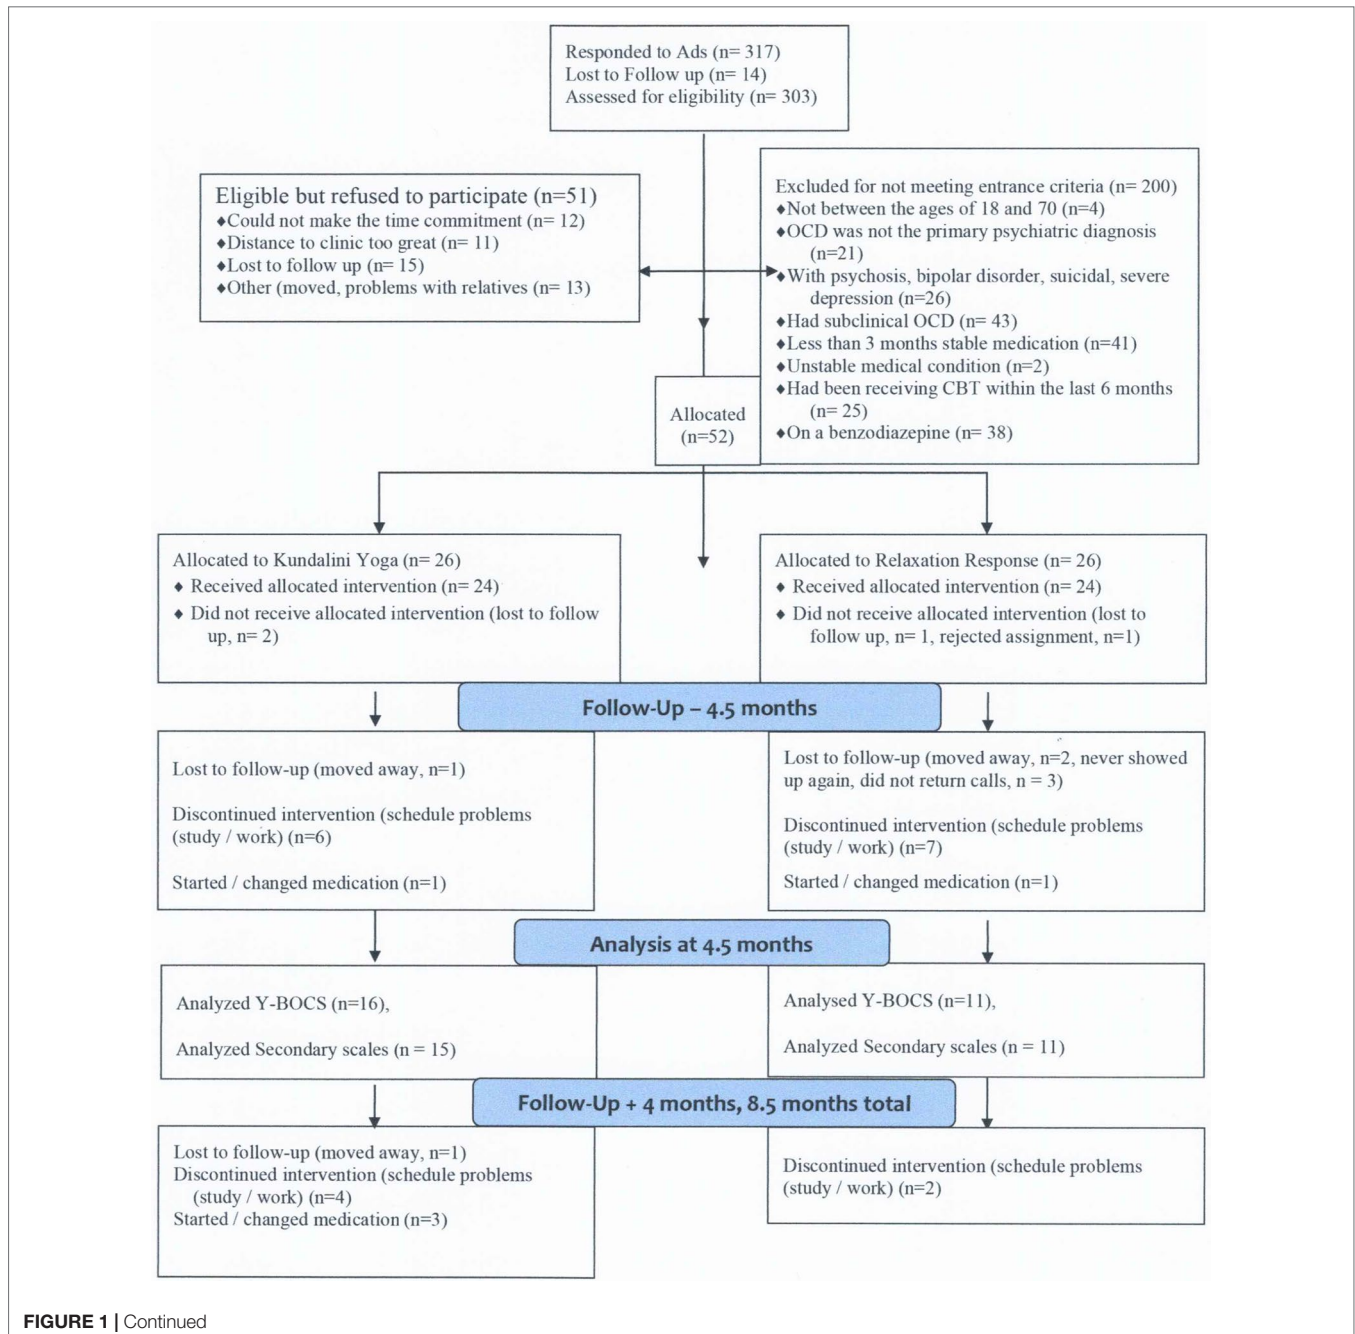 Responded to Ads (n= 317)
Lost to Follow up (n= 14)
Assessed for eligibility (n= 303)
Eligible but refused to participate (n=51)
♦Could not make the time commitment (n= 12)
♦Distance to clinic too great (n= 11)
♦Lost to follow up (n= 15)
♦Other (moved, problems with relatives (n= 13)
Excluded for not meeting entrance criteria (n= 200)
♦Not between the ages of 18 and 70 (n=4)
♦OCD was not the primary psychiatric diagnosis
(n=21)
♦With psychosis, bipolar disorder, suicidal, severe
depression (n=26)
♦Had subclinical OCD (n= 43)
♦Less than 3 months stable medication (n=41)
♦Unstable medical condition (n=2)
♦Had been receiving CBT within the last 6 months
(n= 25)
♦On a benzodiazepine (n= 38)
Allocated
(n=52)
Allocated to Kundalini Yoga (n= 26)
♦ Received allocated intervention (n= 24)
♦ Did not receive allocated intervention (lost to follow
up, n= 2)
Allocated to Relaxation Response (n= 26)
♦ Received allocated intervention (n= 24)
♦ Did not receive allocated intervention (lost to
follow up, n= 1, rejected assignment, n=1)
Follow-Up – 4.5 months
Lost to follow-up (moved away, n=1)
Discontinued intervention (schedule problems
(study / work) (n=6)
Started / changed medication (n=1)
Lost to follow-up (moved away, n=2, never showed
up again, did not return calls, n = 3)
Discontinued intervention (schedule problems
(study / work) (n=7)
Started / changed medication (n=1)
Analysis at 4.5 months
Analyzed Y-BOCS (n=16),
Analyzed Secondary scales (n = 15)
Analysed Y-BOCS (n=11),
Analyzed Secondary scales (n = 11)
Follow-Up + 4 months, 8.5 months total
Lost to follow-up (moved away, n=1)
Discontinued intervention (schedule problems
(study / work) (n=4)
Started / changed medication (n=3)
Discontinued intervention (schedule problems
(study / work) (n=2)
FIGURE 1 | Continued